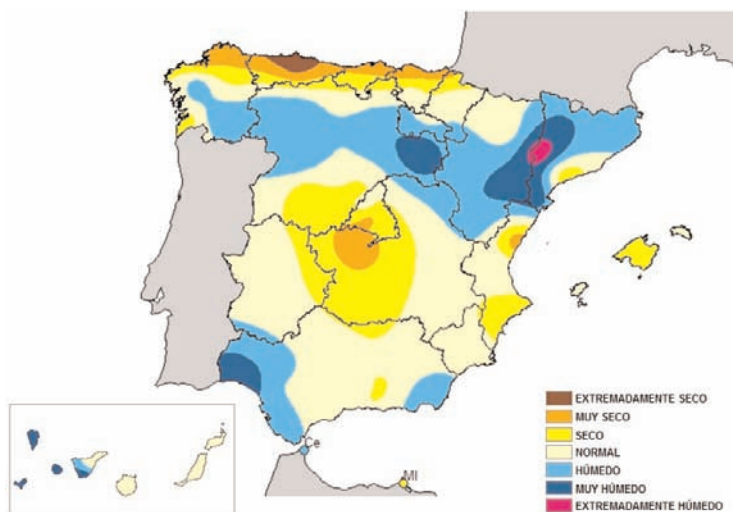 EXTREMADAMENTE SECO
MUY SECO
SECO
NORMAL
HÚMEDO
MUY HÚMEDO
EXTREMADAMENTE HÚMEDO
Ce
Ml